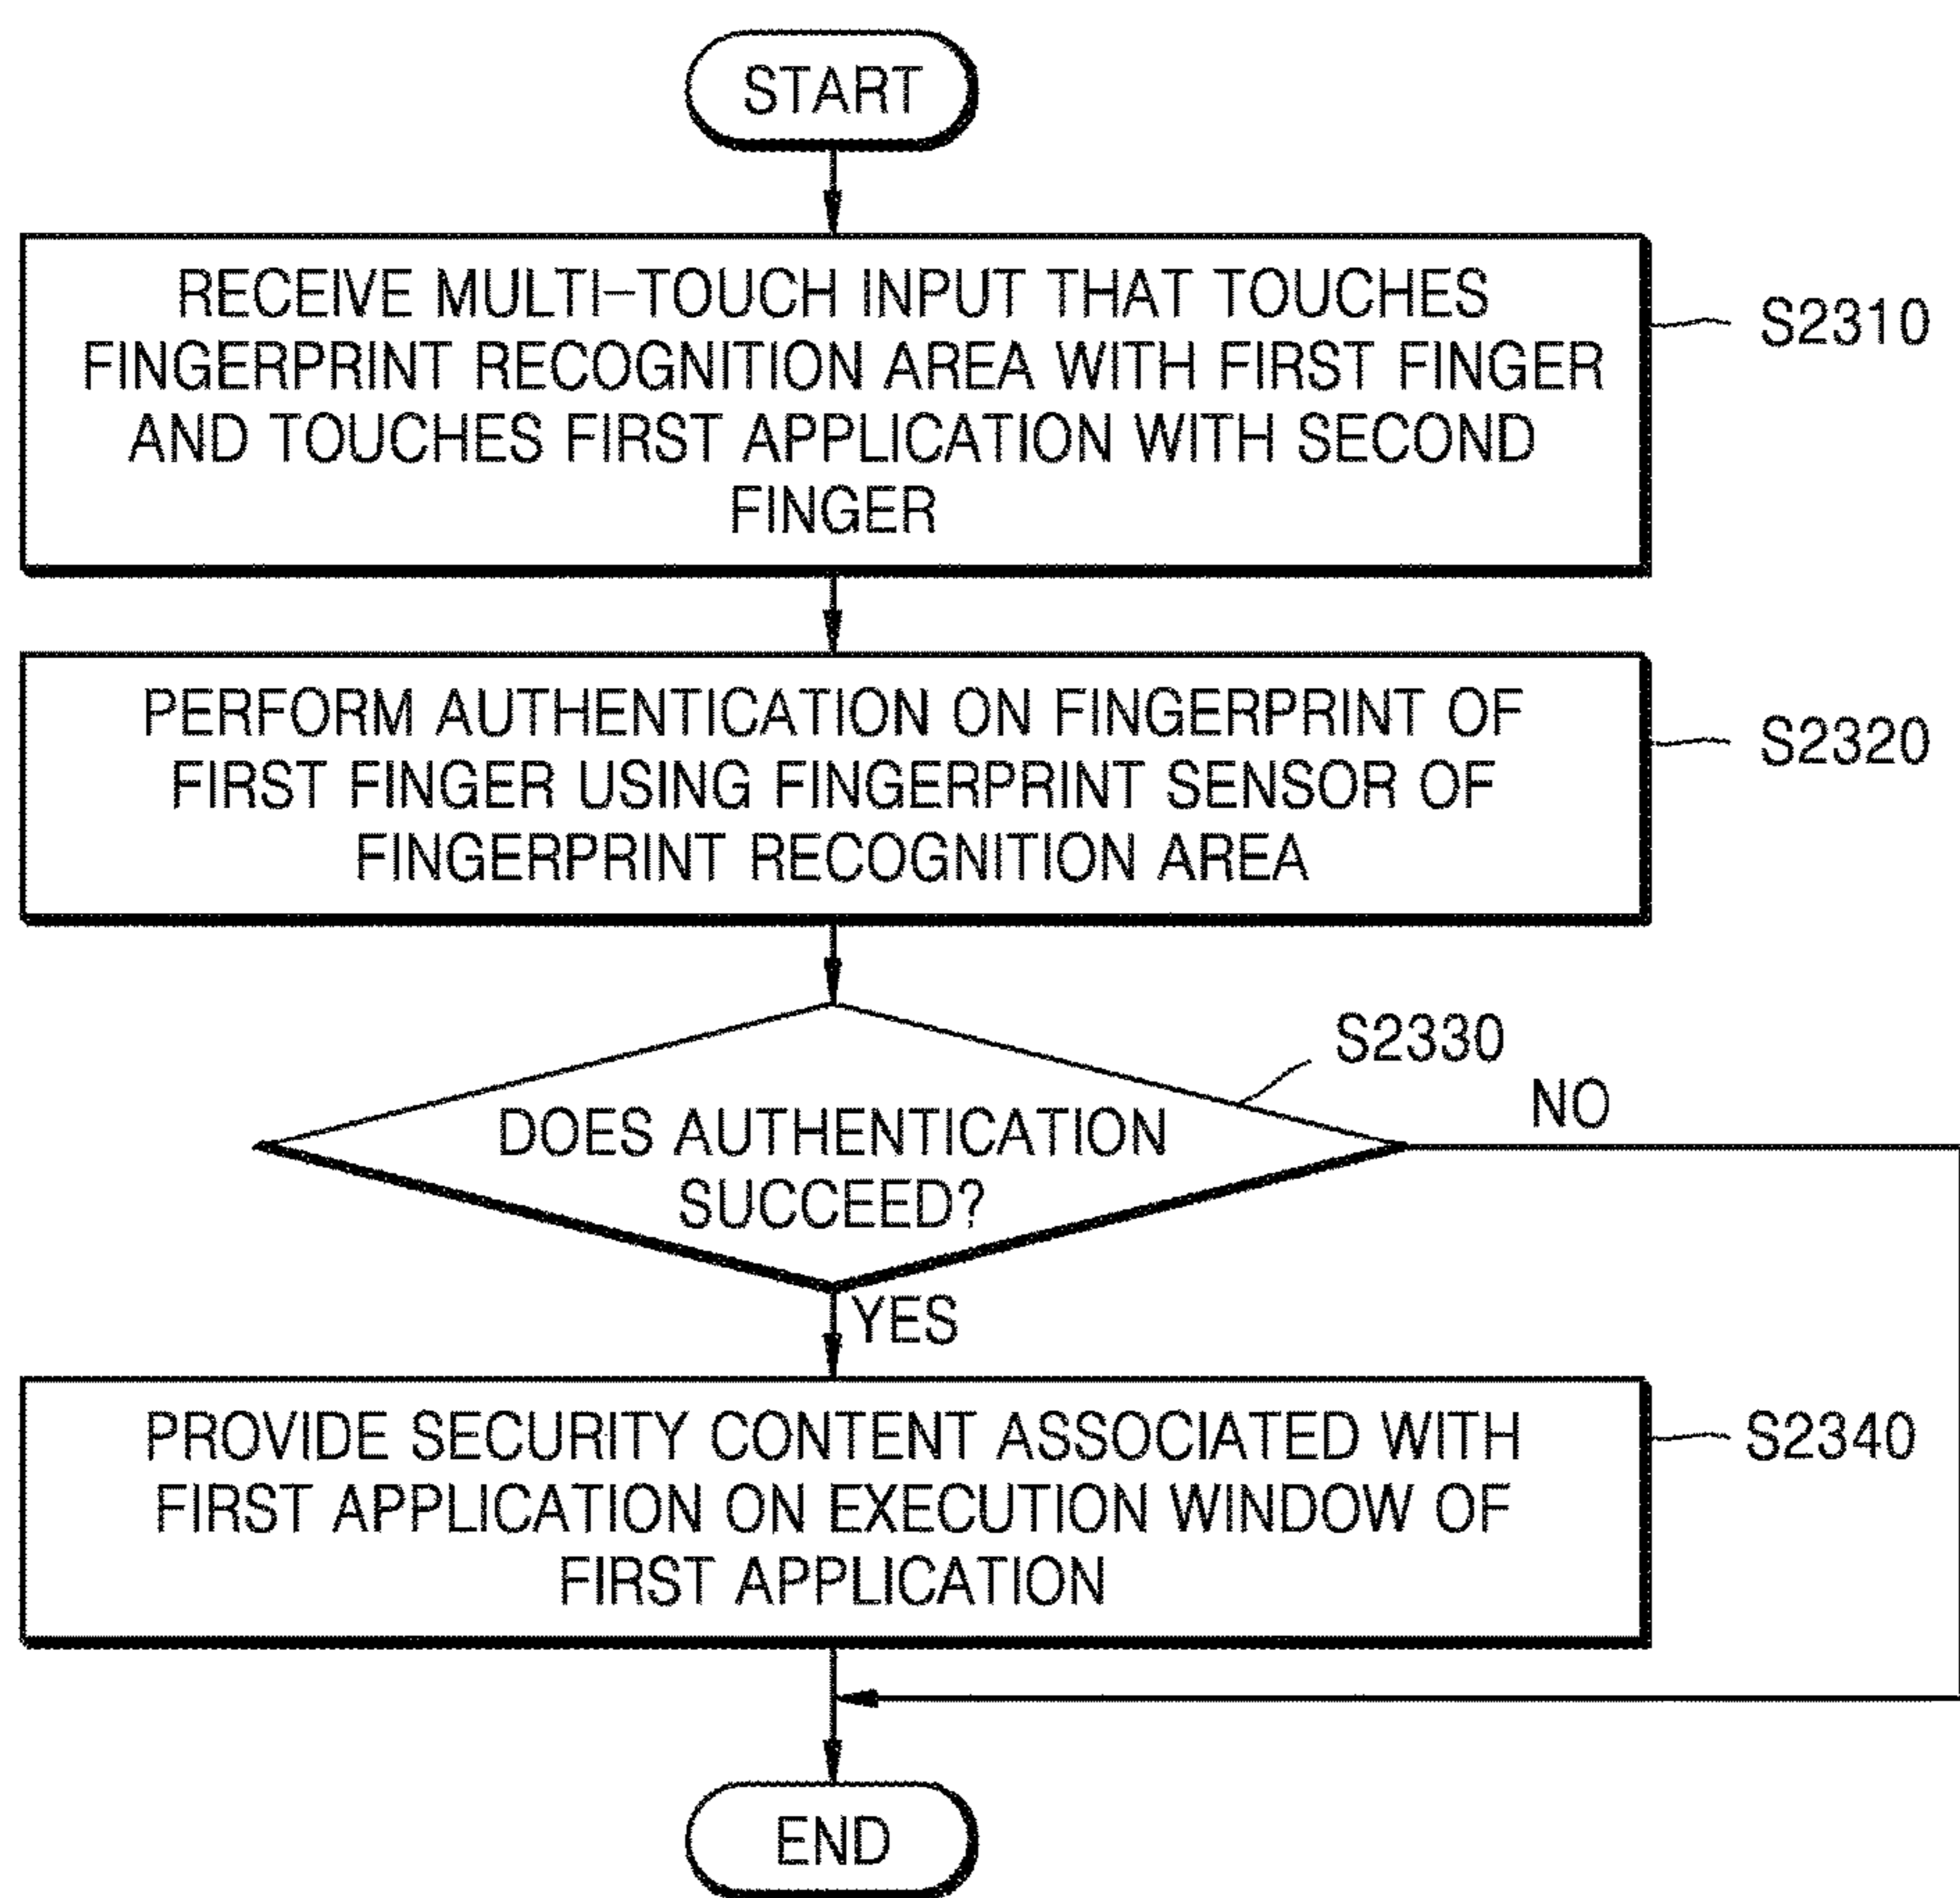 START
RECEIVE MULTI-TOUCH INPUT THAT TOUCHES
FINGERPRINT RECOGNITION AREA WITH FIRST FINGER
AND TOUCHES FIRST APPLICATION WITH SECOND
FINGER
S2310
PERFORM AUTHENTICATION ON FINGERPRINT OF
FIRST FINGER USING FINGERPRINT SENSOR OF
FINGERPRINT RECOGNITION AREA
S2320
S2330
DOES AUTHENTICATION
SUCCEED?
NO
YES
PROVIDE SECURITY CONTENT ASSOCIATED WITH
FIRST APPLICATION ON EXECUTION WINDOW OF
FIRST APPLICATION
S2340
END